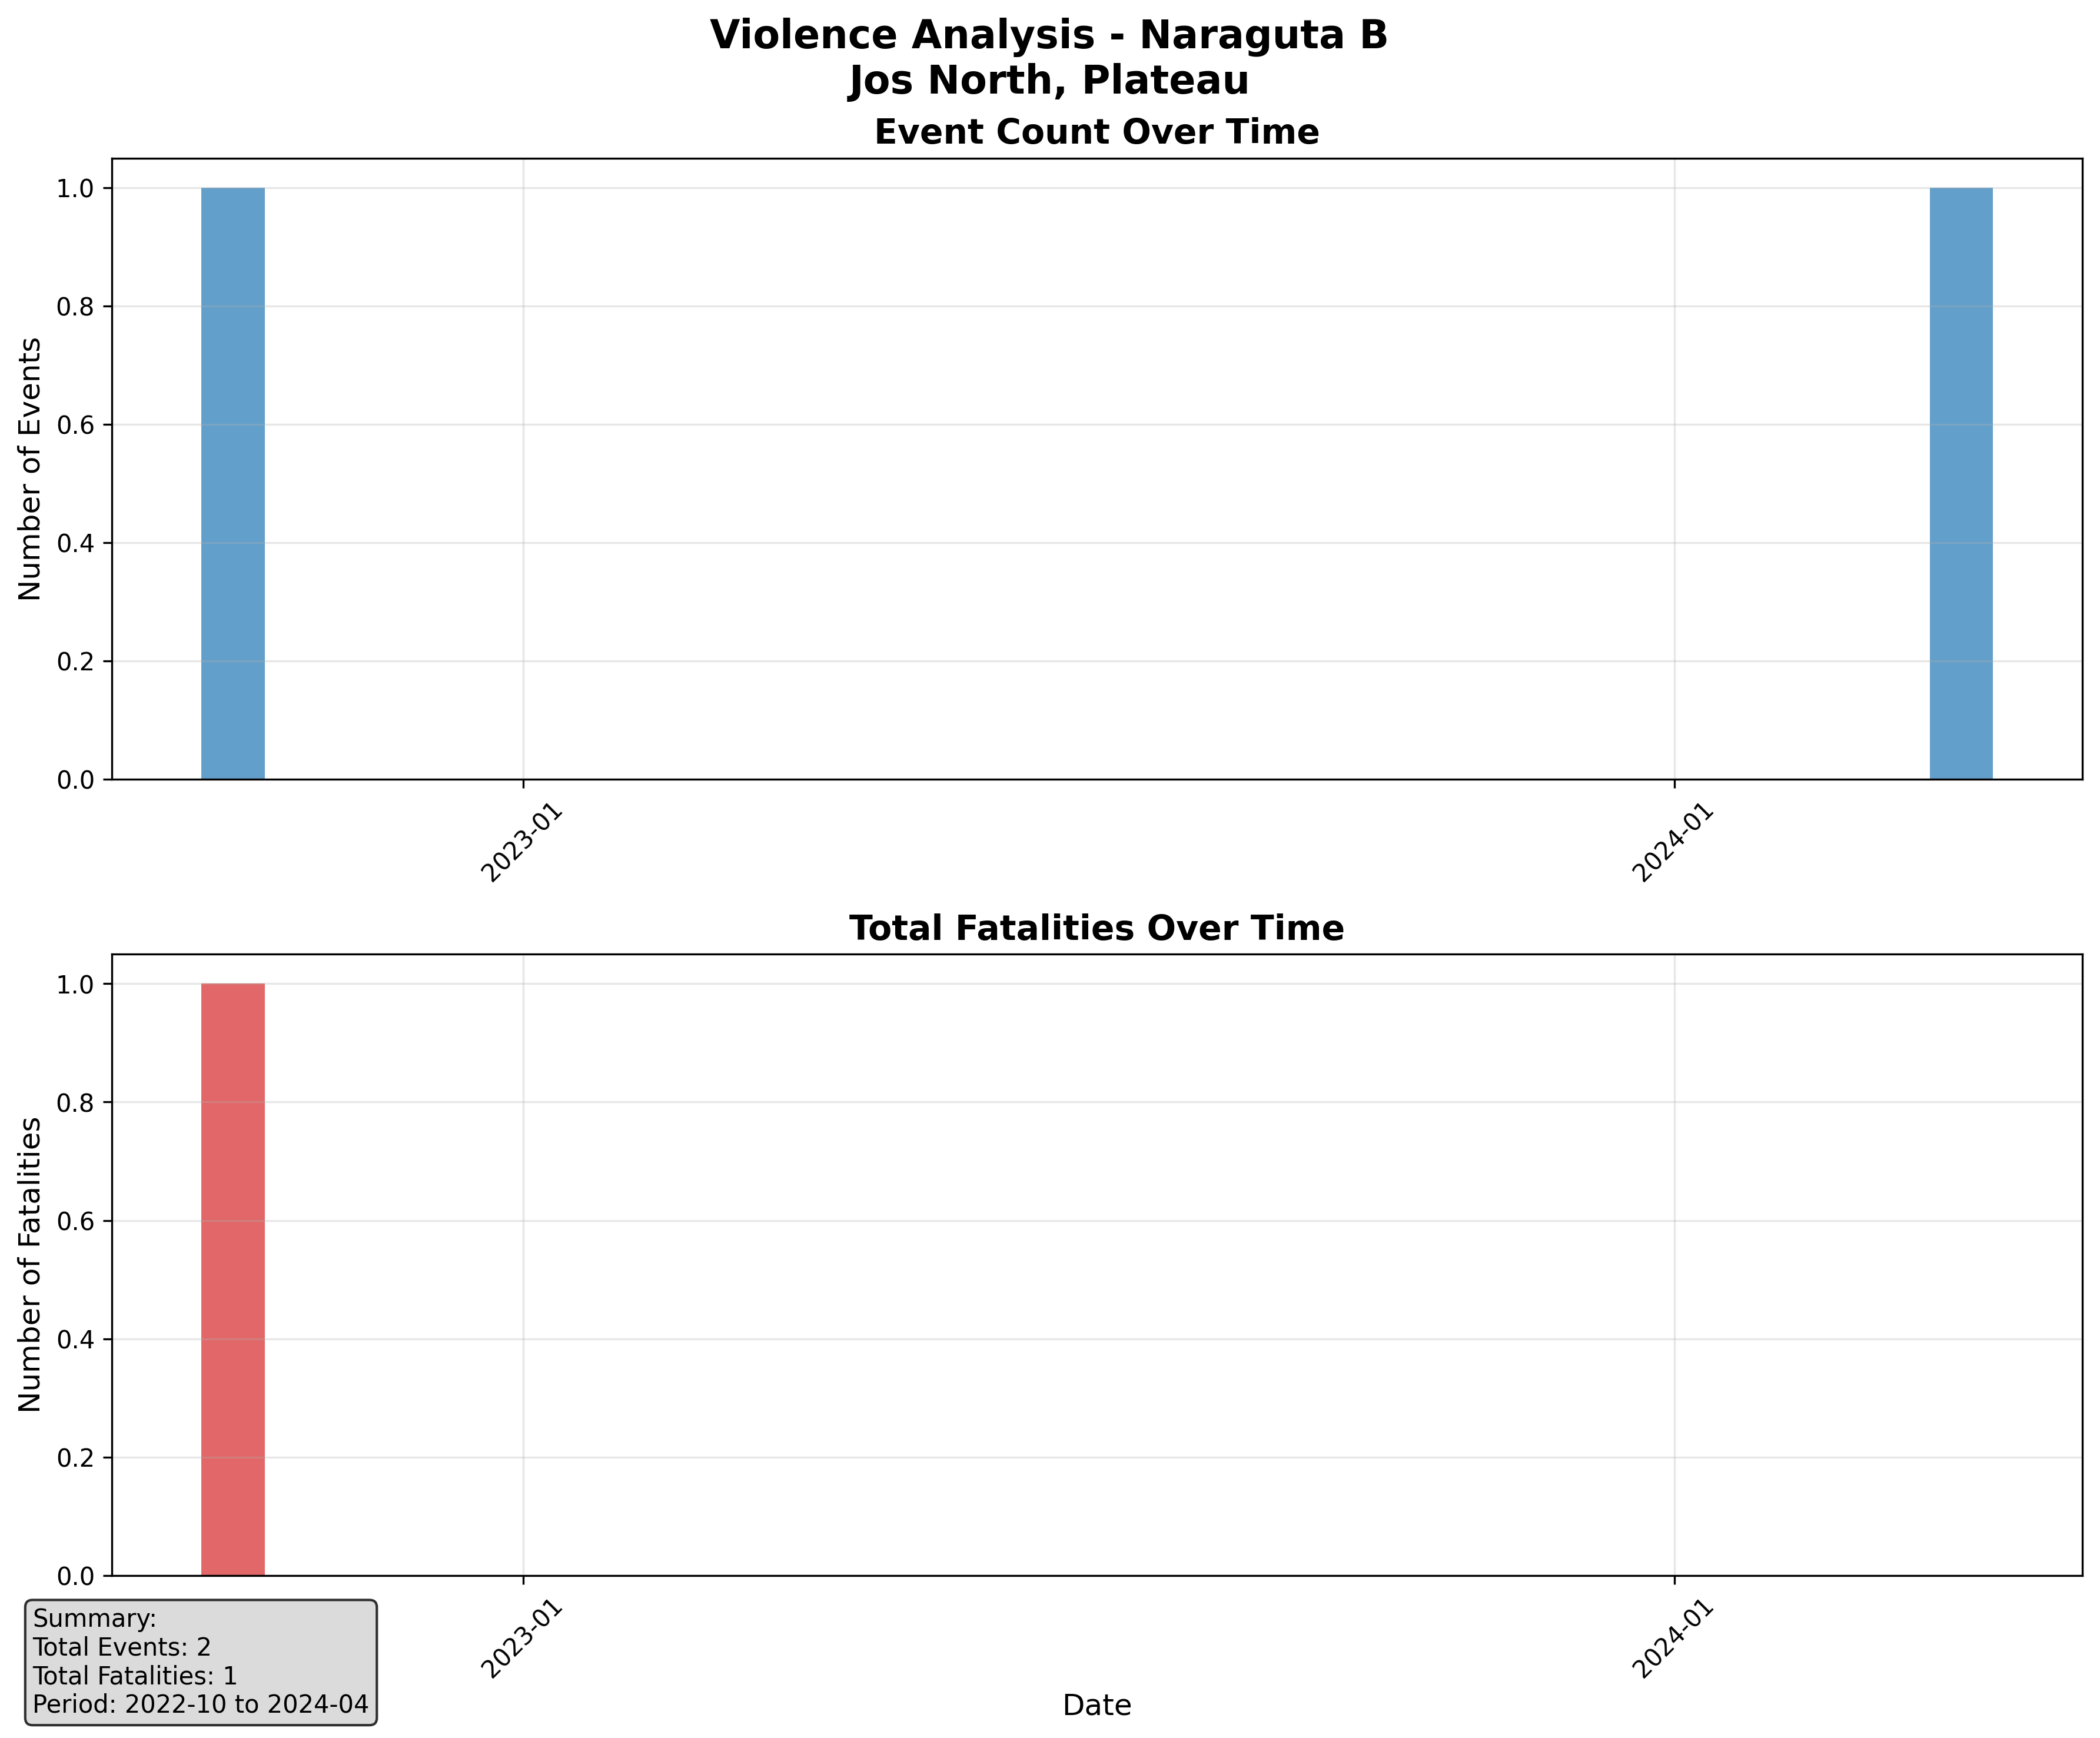 Violence Analysis - Naraguta B
Jos North, Plateau
Event Count Over Time
Number of Events
1.0
0.8
0.6
0.4
0.2
0.0
2023-01
2024-01
Total Fatalities Over Time
Number of Fatalities
1.0
0.8
0.6
0.4
0.2
0.0
2023-01
2024-01
Date
Summary:
Total Events: 2
Total Fatalities: 1
Period: 2022-10 to 2024-04